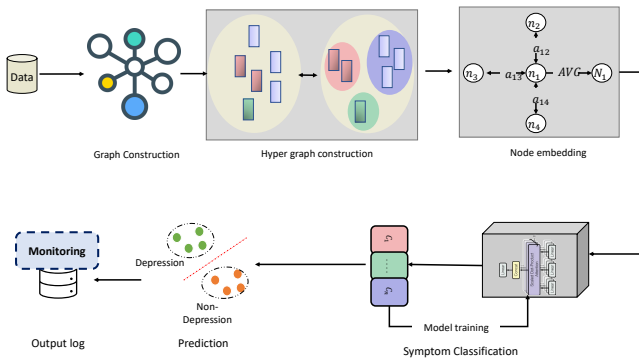 Data
Graph Construction
Hyper graph construction
n2
a12
n3
a13
n1
AVG
N1
a14
n4
Node embedding
Monitoring
Output log
Depression
Non-
Depression
Prediction
Model training
Symptom Classification